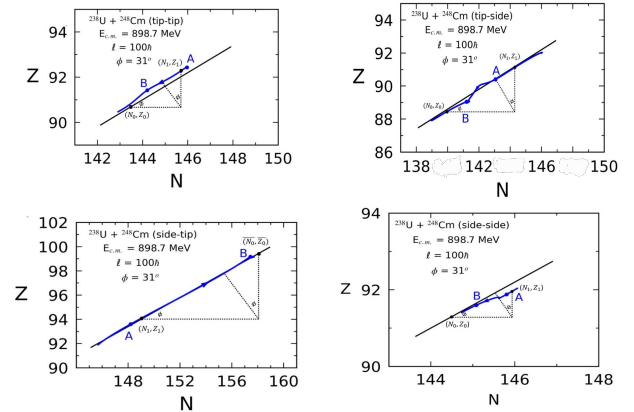 ²³⁸U + ²⁴⁸Cm (tip-tip)
E_c.m. = 898.7 MeV
ℓ = 100ħ
ϕ = 31°
(N₁, Z₁)
A
B
ϕ
ϕ
(N₀, Z₀)
94
92
90
Z
142 144 146 148 150
N
²³⁸U + ²⁴⁸Cm (tip-side)
E_c.m. = 898.7 MeV
ℓ = 100ħ
ϕ = 31°
(N₁, Z₁)
A
ϕ
(N₀, Z₀)
ϕ
B
94
92
90
88
86
Z
138 142 146 150
N
²³⁸U + ²⁴⁸Cm (side-tip)
E_c.m. = 898.7 MeV
ℓ = 100ħ
ϕ = 31°
(N₀, Z₀)
B
ϕ
ϕ
(N₁, Z₁)
A
102
100
98
96
94
92
90
Z
148 152 156 160
N
²³⁸U + ²⁴⁸Cm (side-side)
E_c.m. = 898.7 MeV
ℓ = 100ħ
ϕ = 31°
(N₁, Z₁)
B
A
ϕ
ϕ
(N₀, Z₀)
94
92
90
Z
144 146 148
N